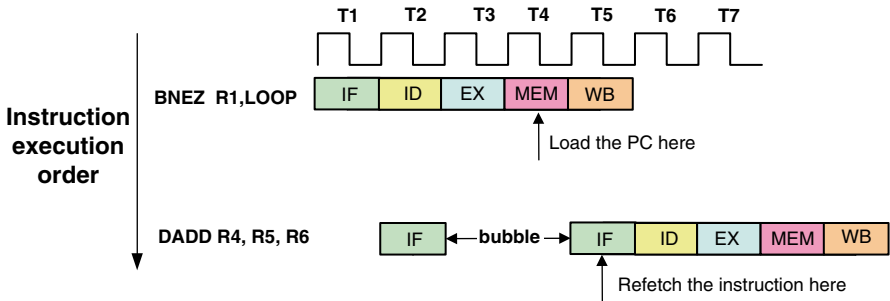 T1 T2 T3 T4 T5 T6 T7
BNEZ R1,LOOP IF ID EX MEM WB
Load the PC here
Instruction
execution
order
DADD R4, R5, R6 IF bubble IF ID EX MEM WB
Refetch the instruction here